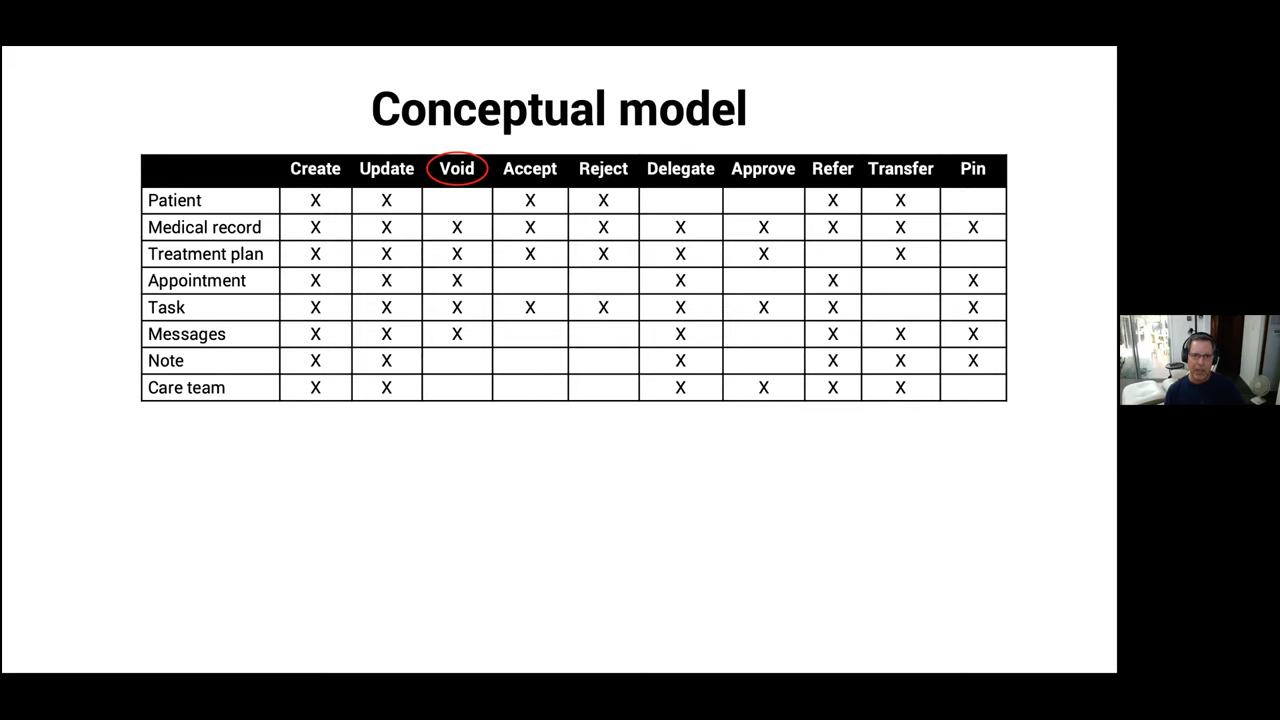 Conceptual model
Create Update Void Accept Reject Delegate Approve Refer Transfer Pin
Patient X X X X X X
Medical record X X X X X X X X X X
Treatment plan X X X X X X X X
Appointment X X X X X X
Task X X X X X X X X X
Messages X X X X X X X
Note X X X X X X
Care team X X X X X X